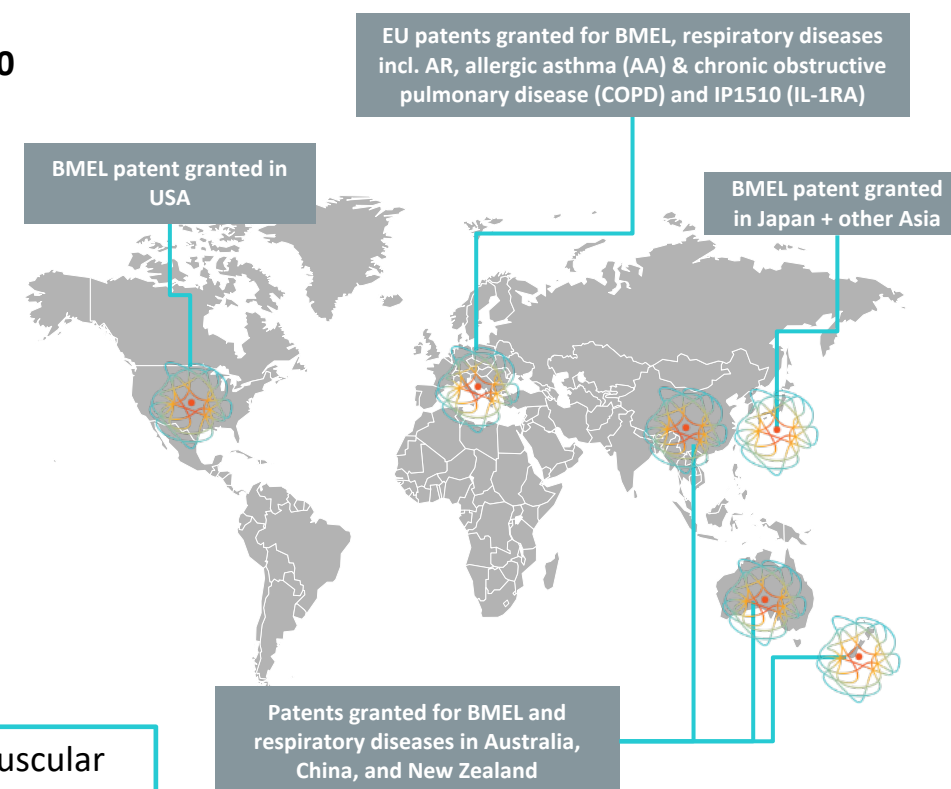 0
EU patents granted for BMEL, respiratory diseases
incl. AR, allergic asthma (AA) & chronic obstructive
pulmonary disease (COPD) and IP1510 (IL-1RA)
BMEL patent granted in
USA
BMEL patent granted
in Japan + other Asia
Patents granted for BMEL and
respiratory diseases in Australia,
China, and New Zealand
uscular